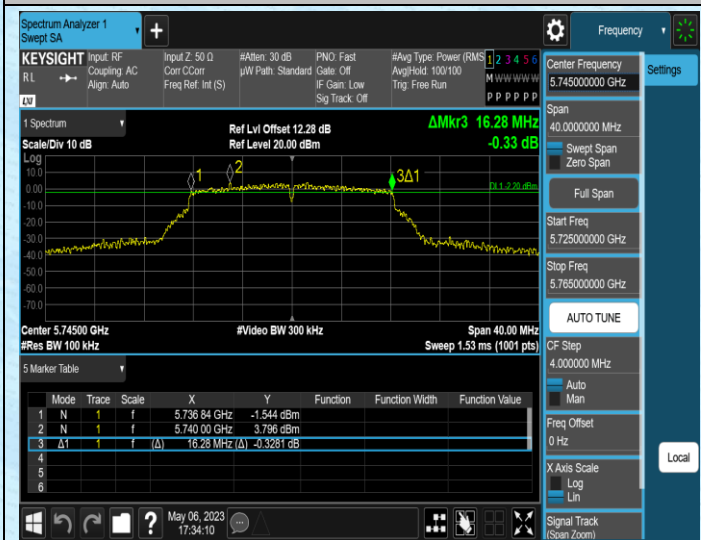 Spectrum Analyzer 1
Swept SA
+
Frequency
KEYSIGHT
RL
LXI
Input: RF
Coupling: AC
Align: Auto
Input Z: 50 Ω
Corr CCorr
Freq Ref: Int (S)
#Atten: 30 dB
µW Path: Standard
PNO: Fast
Gate: Off
IF Gain: Low
Sig Track: Off
#Avg Type: Power (RMS
Avg|Hold: 100/100
Trig: Free Run
1 2 3 4 5 6
M W W W W W
P P P P P P
1 Spectrum
Scale/Div 10 dB
Ref Lvl Offset 12.28 dB
Ref Level 20.00 dBm
ΔMkr3 16.28 MHz
-0.33 dB
Log
10.0
0.00
-10.0
-20.0
-30.0
-40.0
-50.0
-60.0
-70.0
1
2
3Δ1
DL1 -2.20 dBm
Center 5.74500 GHz
#Res BW 100 kHz
#Video BW 300 kHz
Span 40.00 MHz
Sweep 1.53 ms (1001 pts)
5 Marker Table
Mode Trace Scale X Y Function Function Width Function Value
1 N 1 f 5.736 84 GHz -1.544 dBm
2 N 1 f 5.740 00 GHz 3.796 dBm
3 Δ1 1 f (Δ) 16.28 MHz (Δ) -0.3281 dB
4
5
6
?
May 06, 2023
17:34:10
Center Frequency
5.745000000 GHz
Settings
Span
40.0000000 MHz
Swept Span
Zero Span
Full Span
Start Freq
5.725000000 GHz
Stop Freq
5.765000000 GHz
AUTO TUNE
CF Step
4.000000 MHz
Auto
Man
Freq Offset
0 Hz
X Axis Scale
Log
Lin
Local
Signal Track
(Span Zoom)